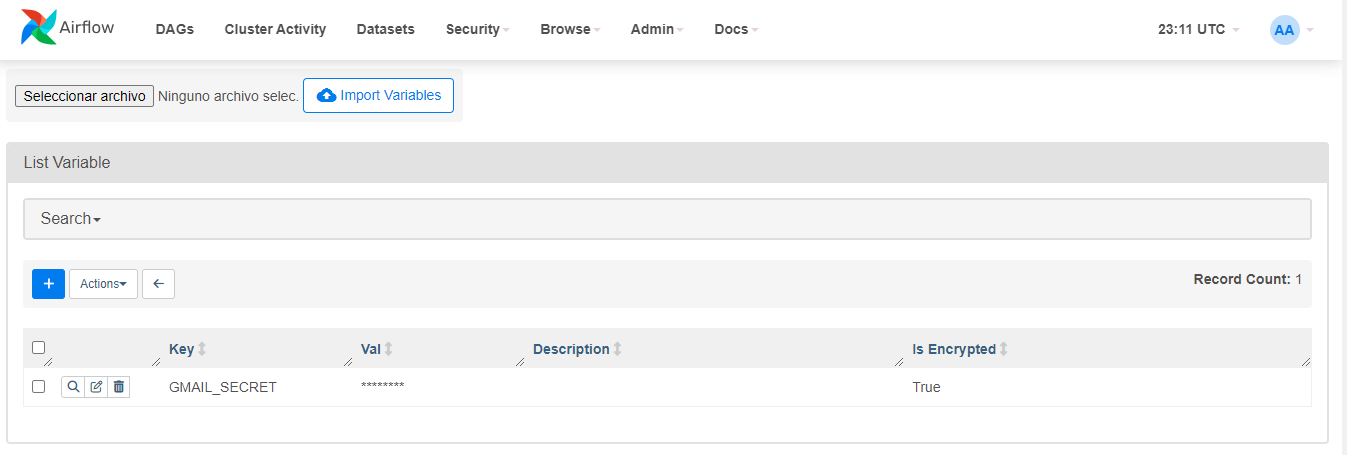 Airflow DAGs Cluster Activity Datasets Security Browse Admin Docs 23:11 UTC AA
Seleccionar archivo Ninguno archivo selec. Import Variables
List Variable
Search
+ Actions Record Count: 1
Key Val Description Is Encrypted
GMAIL_SECRET ******** True